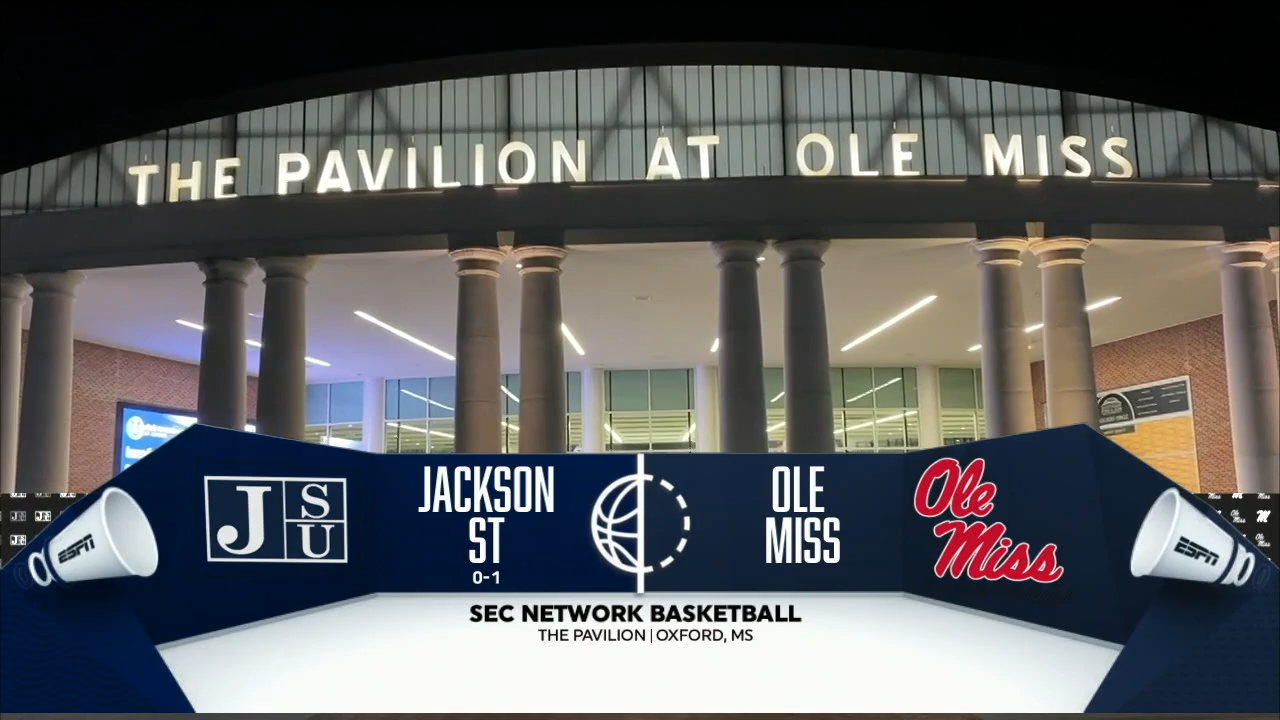 THE PAVILION AT OLE MISS
JSU
JACKSON
ST
0-1
OLE
MISS
Ole
Miss
ESPN
ESPN
SEC NETWORK BASKETBALL
THE PAVILION | OXFORD, MS